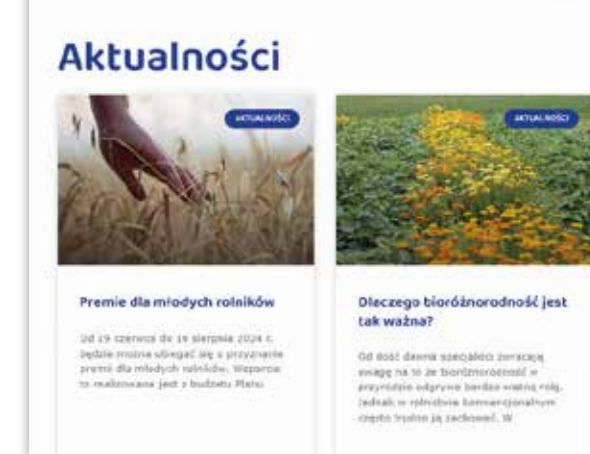 Aktualności
AKTUALNOŚCI
AKTUALNOŚCI
Premie dla młodych rolników
Od 19 czerwca do 16 sierpnia 2024 r.
będzie można ubiegać się o przyznanie
premii dla młodych rolników. Wsparcie
to realizowane jest z budżetu Planu
Dlaczego bioróżnorodność jest
tak ważna?
Od dość dawna specjaliści zwracają
uwagę na to że bioróżnorodność w
przyrodzie odgrywa bardzo ważną rolę.
Jednak w rolnictwie konwencjonalnym
często trudno ją zachować. W